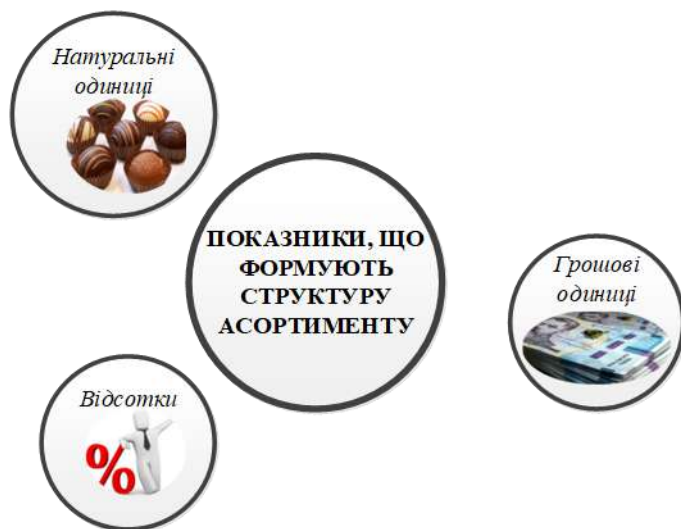 Натуральні
одиниці
ПОКАЗНИКИ, ЩО
ФОРМУЮТЬ
СТРУКТУРУ
АСОРТИМЕНТУ
Грошові
одиниці
Відсотки
%